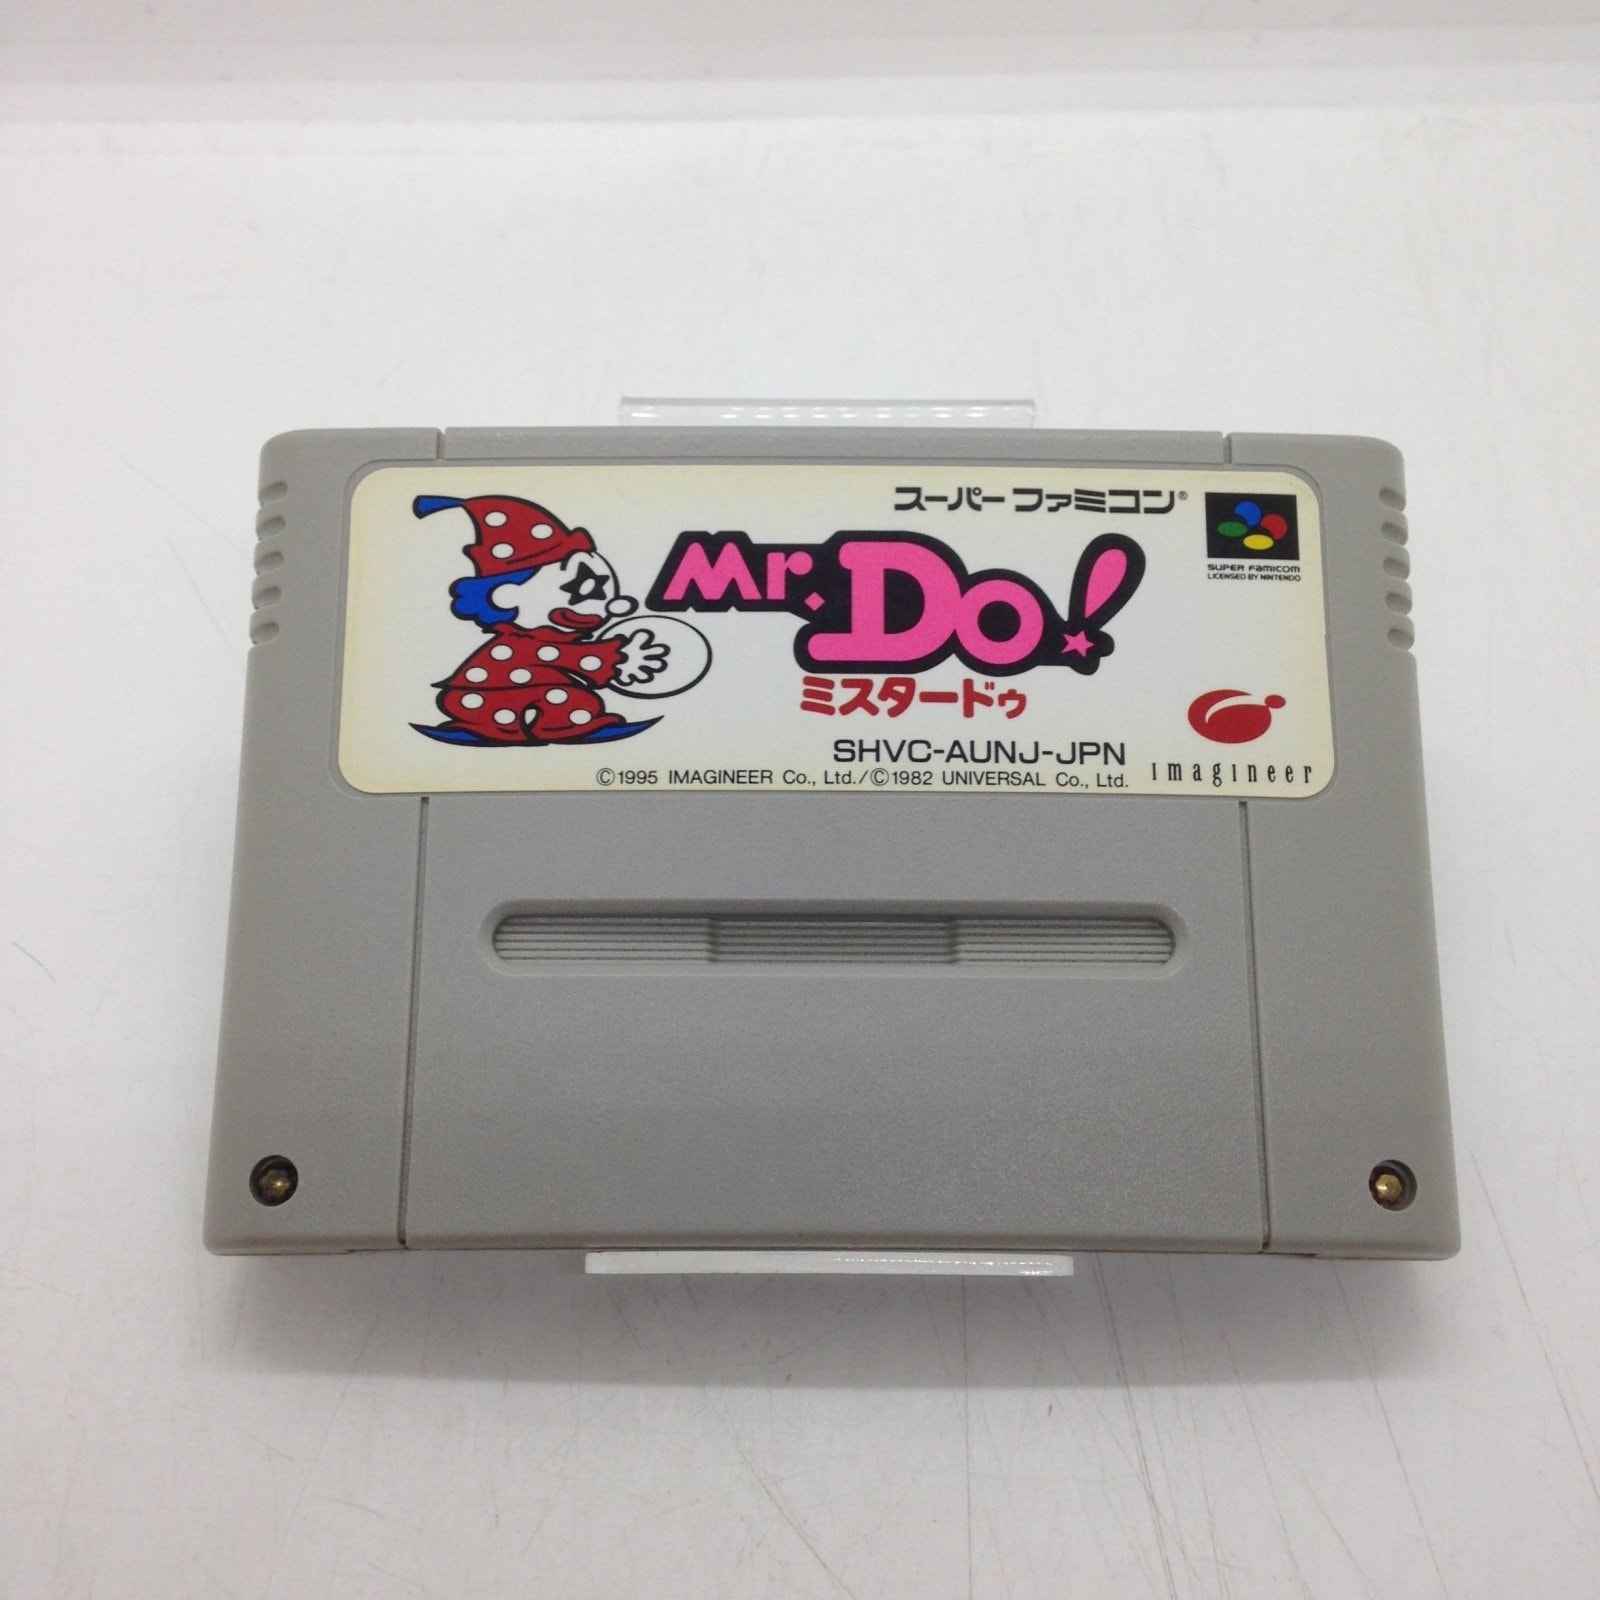 スーパーファミコン®
SUPER FAMICOM
LICENSED BY NINTENDO
Mr. Do!
ミスタードゥ
SHVC-AUNJ-JPN
©1995 IMAGINEER Co., Ltd./©1982 UNIVERSAL Co., Ltd.
imagineer